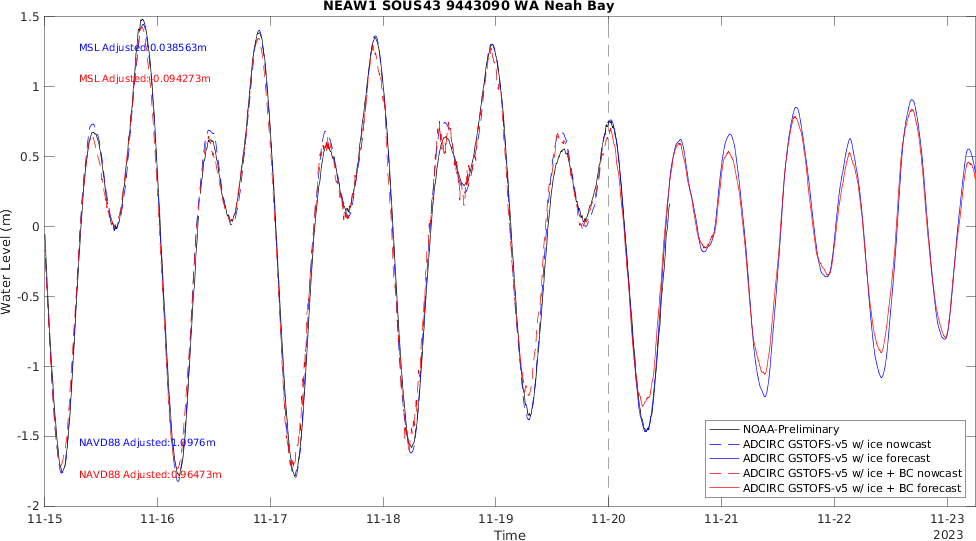 NEAW1 SOUS43 9443090 WA Neah Bay
1.5
MSL Adjusted:0.038563m
MSL Adjusted:-0.094273m
1
0.5
0
-0.5
-1
-1.5
-2
Water Level (m)
NAVD88 Adjusted:1.0976m
NAVD88 Adjusted:0.96473m
NOAA-Preliminary
ADCIRC GSTOFS-v5 w/ ice nowcast
ADCIRC GSTOFS-v5 w/ ice forecast
ADCIRC GSTOFS-v5 w/ ice + BC nowcast
ADCIRC GSTOFS-v5 w/ ice + BC forecast
11-15 11-16 11-17 11-18 11-19 11-20 11-21 11-22 11-23
Time
2023